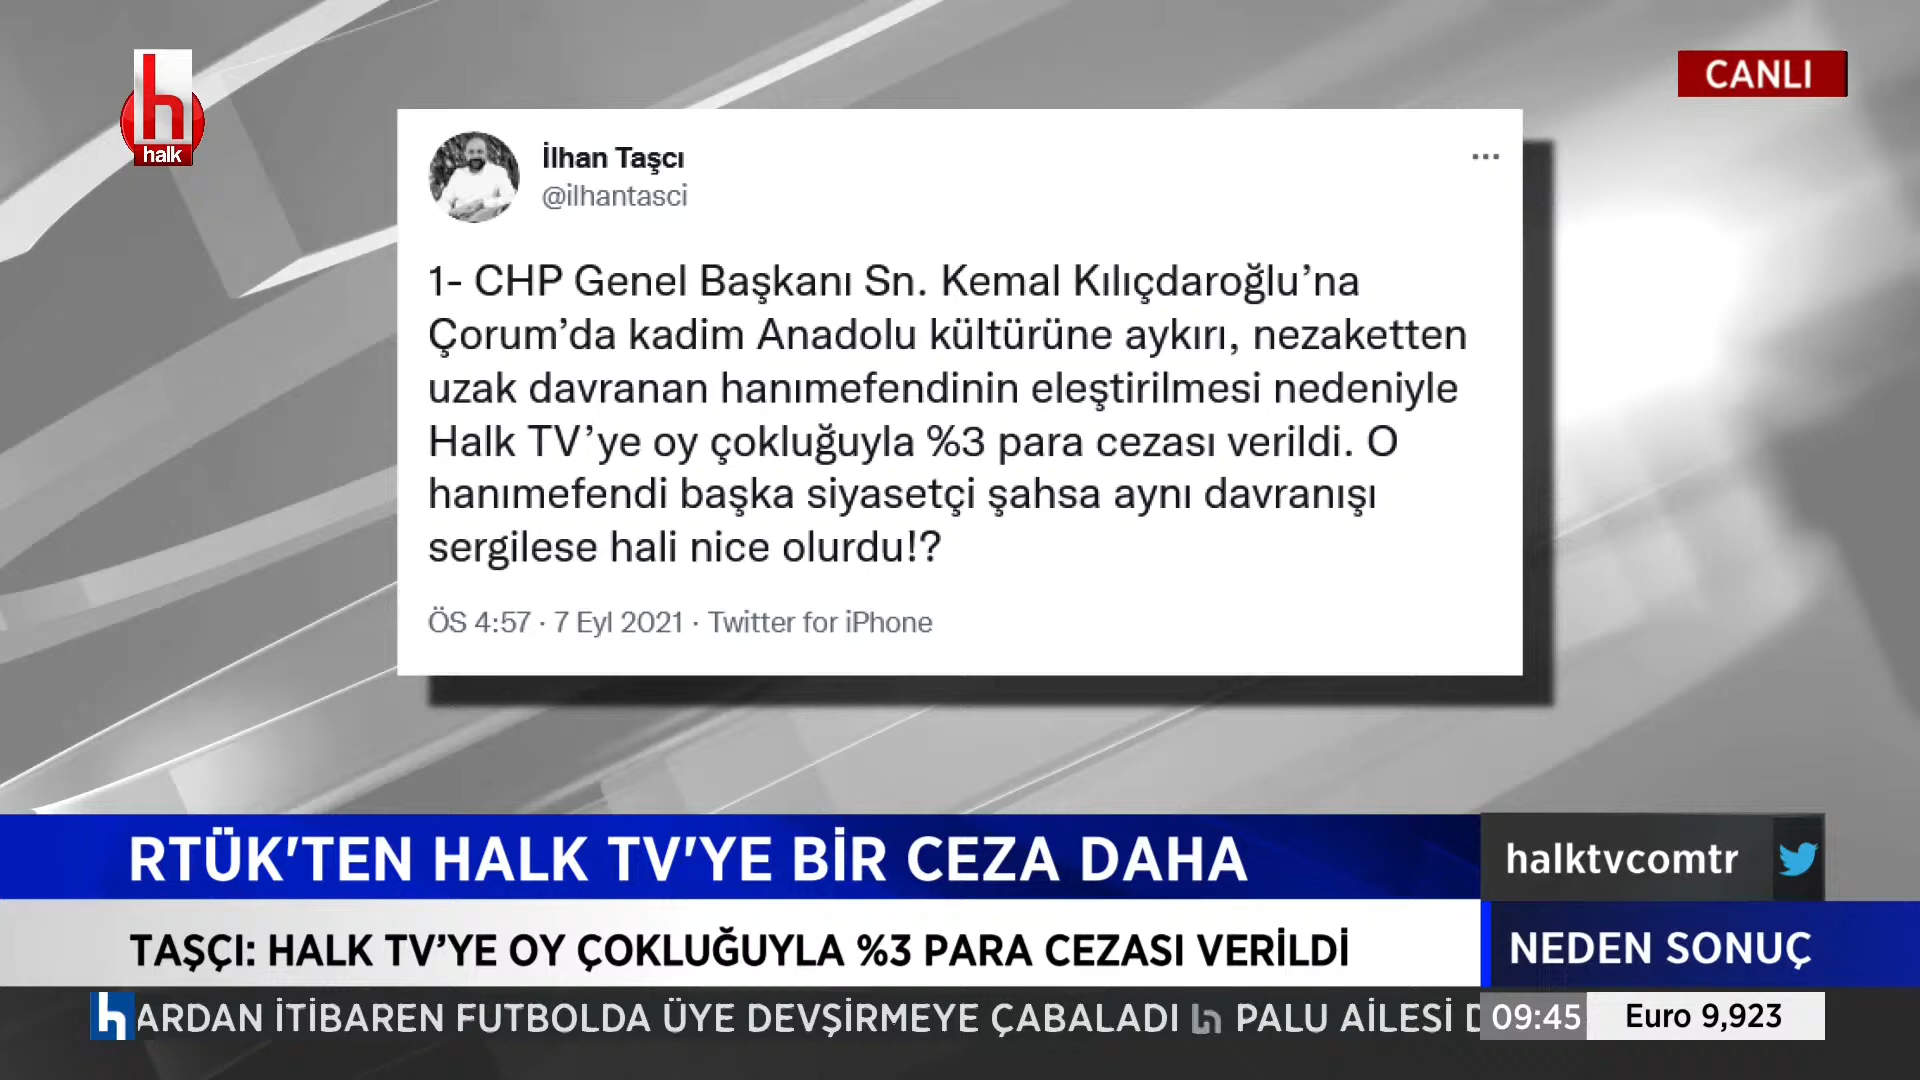 h
halk
CANLI
İlhan Taşcı
@ilhantasci
1- CHP Genel Başkanı Sn. Kemal Kılıçdaroğlu’na
Çorum’da kadim Anadolu kültürüne aykırı, nezaketten
uzak davranan hanımefendinin eleştirilmesi nedeniyle
Halk TV’ye oy çokluğuyla %3 para cezası verildi. O
hanımefendi başka siyasetçi şahsa aynı davranışı
sergilese hali nice olurdu!?
ÖS 4:57 · 7 Eyl 2021 · Twitter for iPhone
RTÜK'TEN HALK TV'YE BİR CEZA DAHA
halktvcomtr
TAŞÇI: HALK TV’YE OY ÇOKLUĞUYLA %3 PARA CEZASI VERİLDİ
NEDEN SONUÇ
h ARDAN İTİBAREN FUTBOLDA ÜYE DEVŞİRMEYE ÇABALADI h PALU AİLESİ
09:45
Euro 9,923